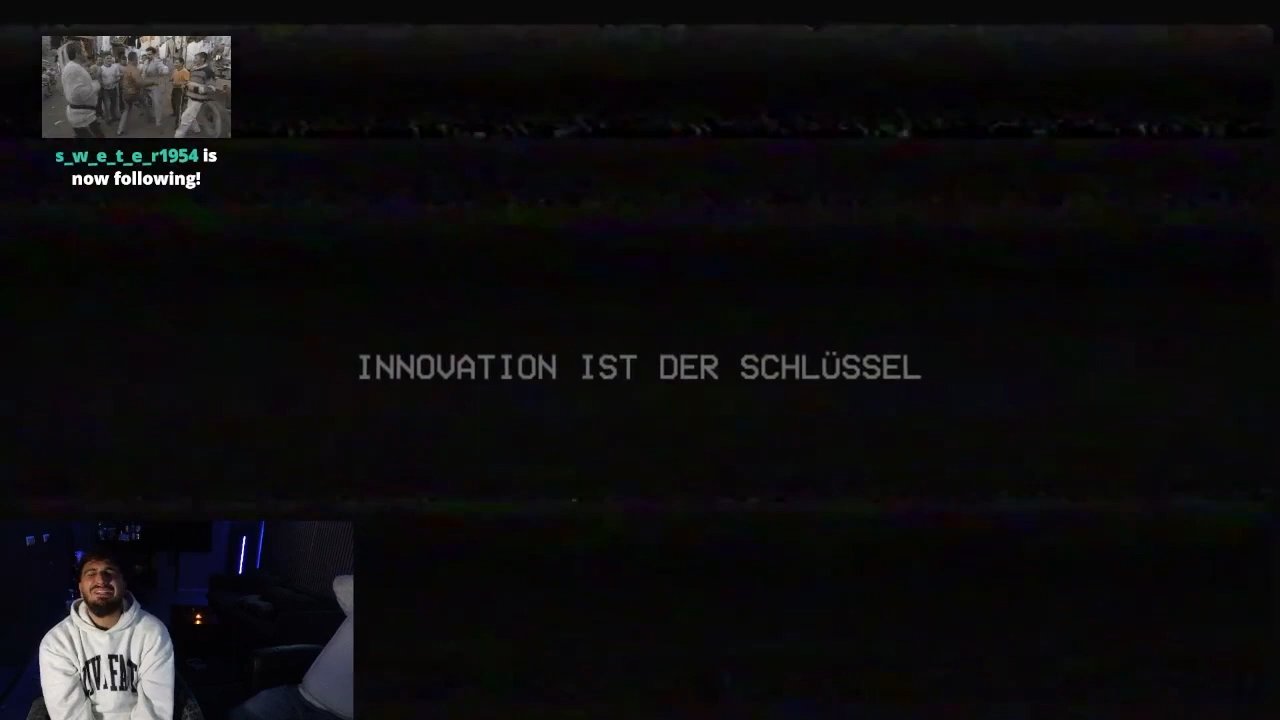 s_w_e_t_e_r1954 is
now following!
INNOVATION IST DER SCHLÜSSEL